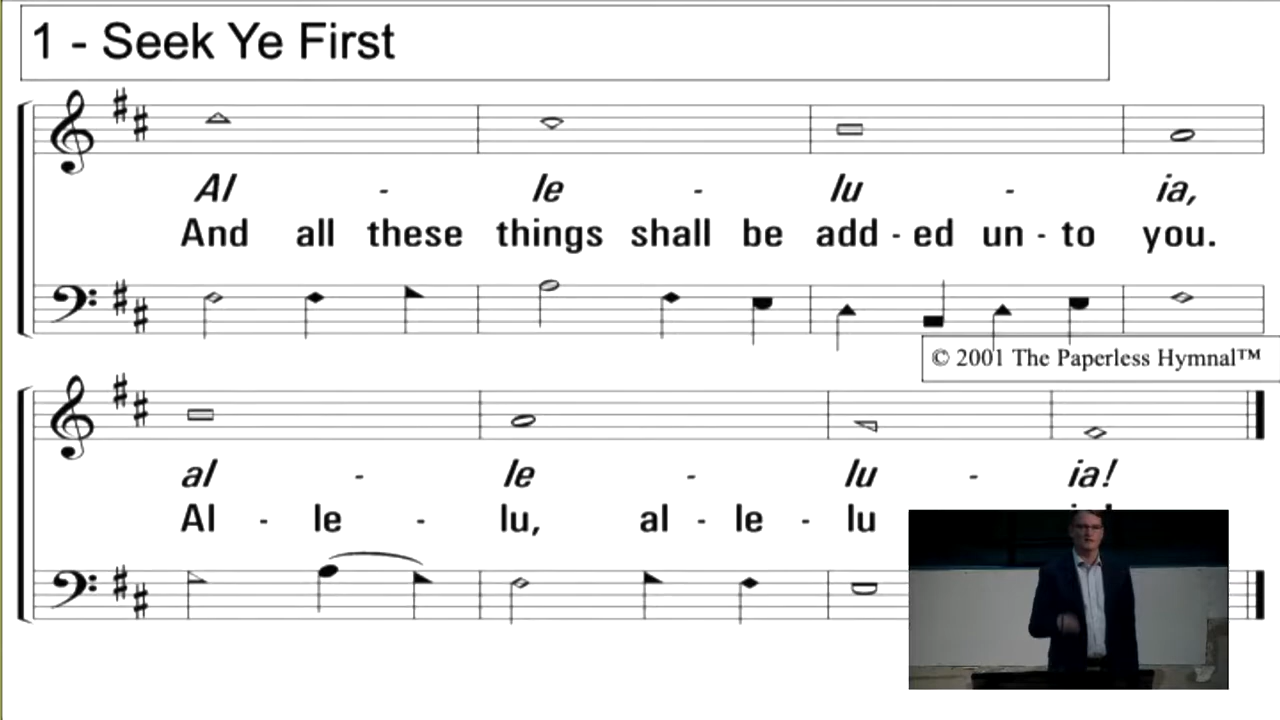 1 - Seek Ye First
Al - le - lu - ia,
And all these things shall be add - ed un - to you.
© 2001 The Paperless Hymnal™
al - le - lu - ia!
Al - le - lu, al - le - lu